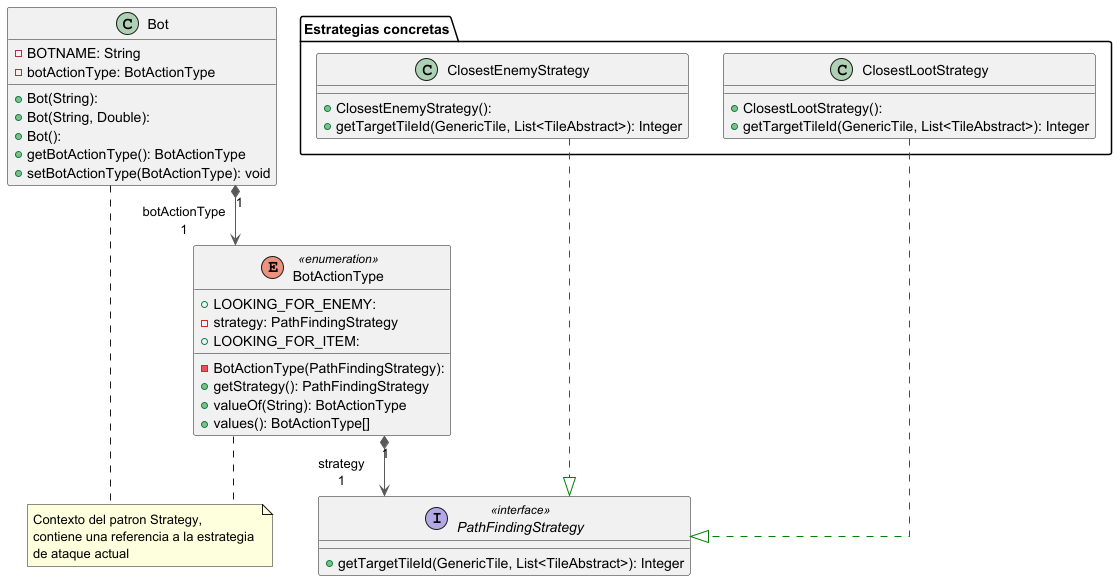 C Bot
BOTNAME: String
botActionType: BotActionType
Bot(String):
Bot(String, Double):
Bot():
getBotActionType(): BotActionType
setBotActionType(BotActionType): void
Estrategias concretas
C ClosestEnemyStrategy
ClosestEnemyStrategy():
getTargetTileId(GenericTile, List<TileAbstract>): Integer
C ClosestLootStrategy
ClosestLootStrategy():
getTargetTileId(GenericTile, List<TileAbstract>): Integer
1
botActionType
1
E «enumeration»
BotActionType
LOOKING_FOR_ENEMY:
strategy: PathFindingStrategy
LOOKING_FOR_ITEM:
BotActionType(PathFindingStrategy):
getStrategy(): PathFindingStrategy
valueOf(String): BotActionType
values(): BotActionType[]
1
strategy
1
Contexto del patron Strategy,
contiene una referencia a la estrategia
de ataque actual
I «interface»
PathFindingStrategy
getTargetTileId(GenericTile, List<TileAbstract>): Integer